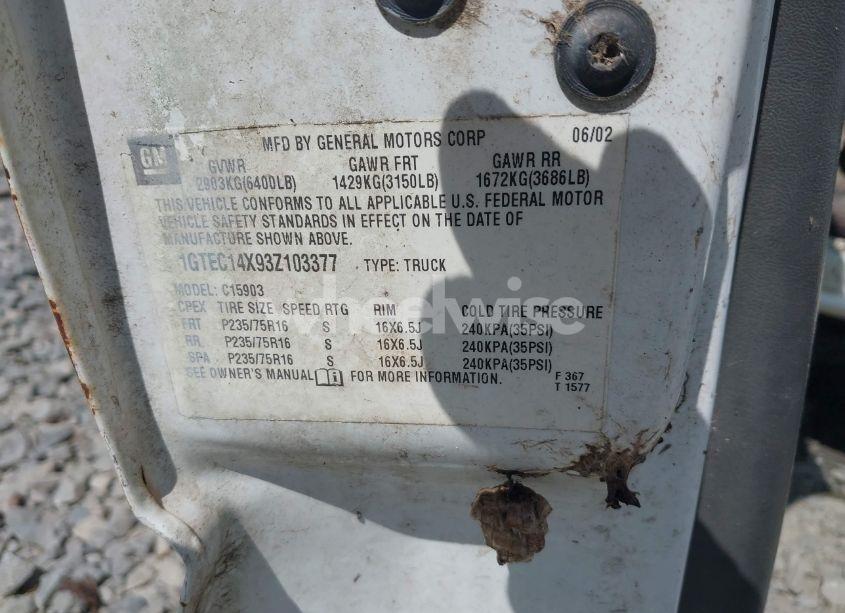 MFD BY GENERAL MOTORS CORP 06/02
GM
GVWR GAWR FRT GAWR RR
2903KG(6400LB) 1429KG(3150LB) 1672KG(3686LB)
THIS VEHICLE CONFORMS TO ALL APPLICABLE U.S. FEDERAL MOTOR
VEHICLE SAFETY STANDARDS IN EFFECT ON THE DATE OF
MANUFACTURE SHOWN ABOVE.
1GTEC14X93Z103377 TYPE: TRUCK
MODEL: C15903
CPEX TIRE SIZE SPEED RTG RIM COLD TIRE PRESSURE
FRT P235/75R16 S 16X6.5J 240KPA(35PSI)
RR P235/75R16 S 16X6.5J 240KPA(35PSI)
SPA P235/75R16 S 16X6.5J 240KPA(35PSI)
SEE OWNER'S MANUAL FOR MORE INFORMATION.
F 367
T 1577
wheelwise